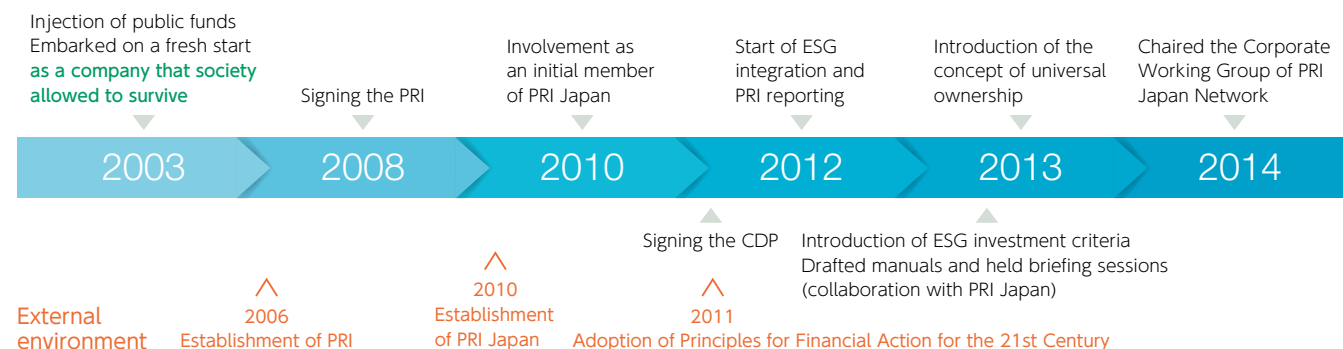 Injection of public funds
Embarked on a fresh start
as a company that society
allowed to survive
Signing the PRI
Involvement as
an initial member
of PRI Japan
Start of ESG
integration and
PRI reporting
Introduction of the
concept of universal
ownership
Chaired the Corporate
Working Group of PRI
Japan Network
2003
2008
2010
2012
2013
2014
Signing the CDP
Introduction of ESG investment criteria
Drafted manuals and held briefing sessions
(collaboration with PRI Japan)
External
environment
2006
Establishment of PRI
2010
Establishment
of PRI Japan
2011
Adoption of Principles for Financial Action for the 21st Century